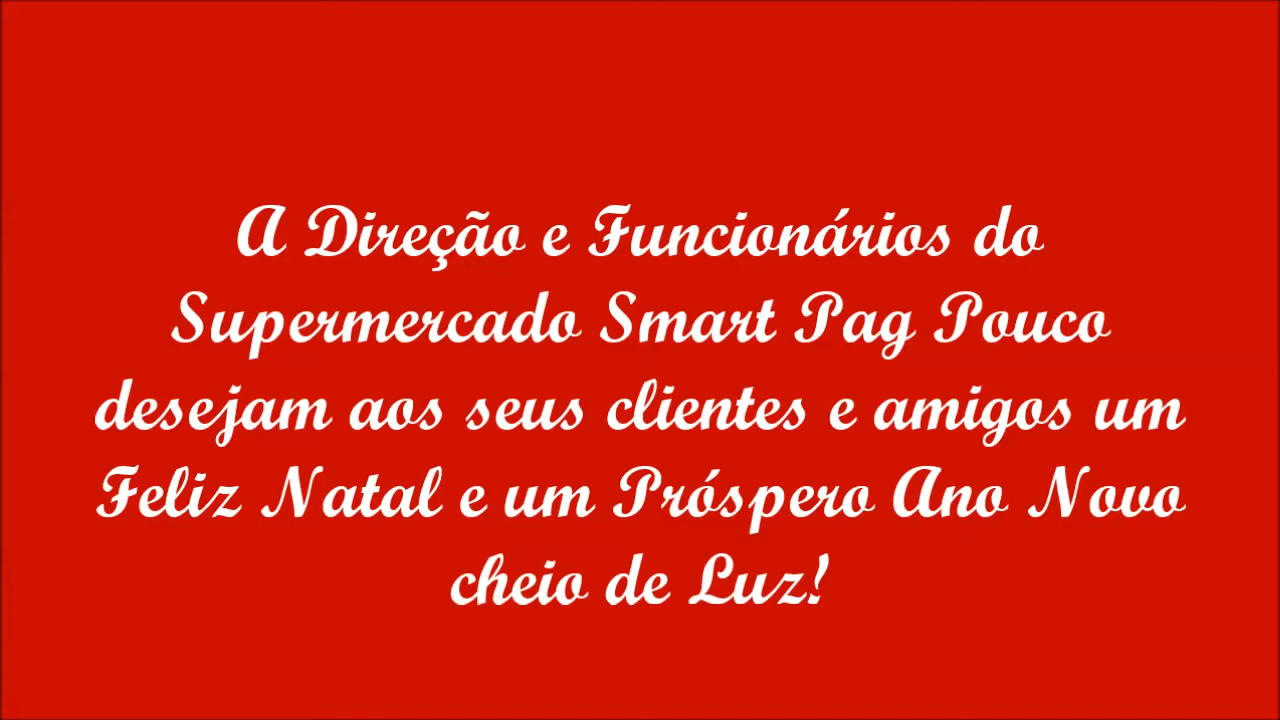 A Direção e Funcionários do
Supermercado Smart Pag Pouco
desejam aos seus clientes e amigos um
Feliz Natal e um Próspero Ano Novo
cheio de Luz!